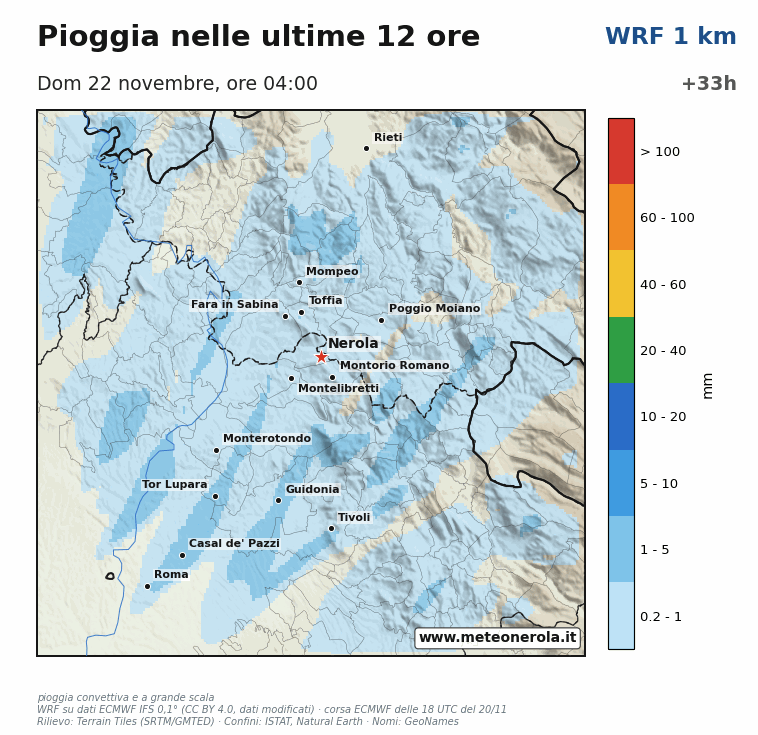 Pioggia nelle ultime 12 ore
WRF 1 km
Dom 22 novembre, ore 04:00
+33h
Rieti
Mompeo
Fara in Sabina
Toffia
Poggio Moiano
Nerola
Montorio Romano
Montelibretti
Monterotondo
Tor Lupara
Guidonia
Tivoli
Casal de' Pazzi
Roma
www.meteonerola.it
> 100
60 - 100
40 - 60
20 - 40
10 - 20
5 - 10
1 - 5
0.2 - 1
mm
pioggia convettiva e a grande scala
WRF su dati ECMWF IFS 0,1° (CC BY 4.0, dati modificati) · corsa ECMWF delle 18 UTC del 20/11
Rilievo: Terrain Tiles (SRTM/GMTED) · Confini: ISTAT, Natural Earth · Nomi: GeoNames